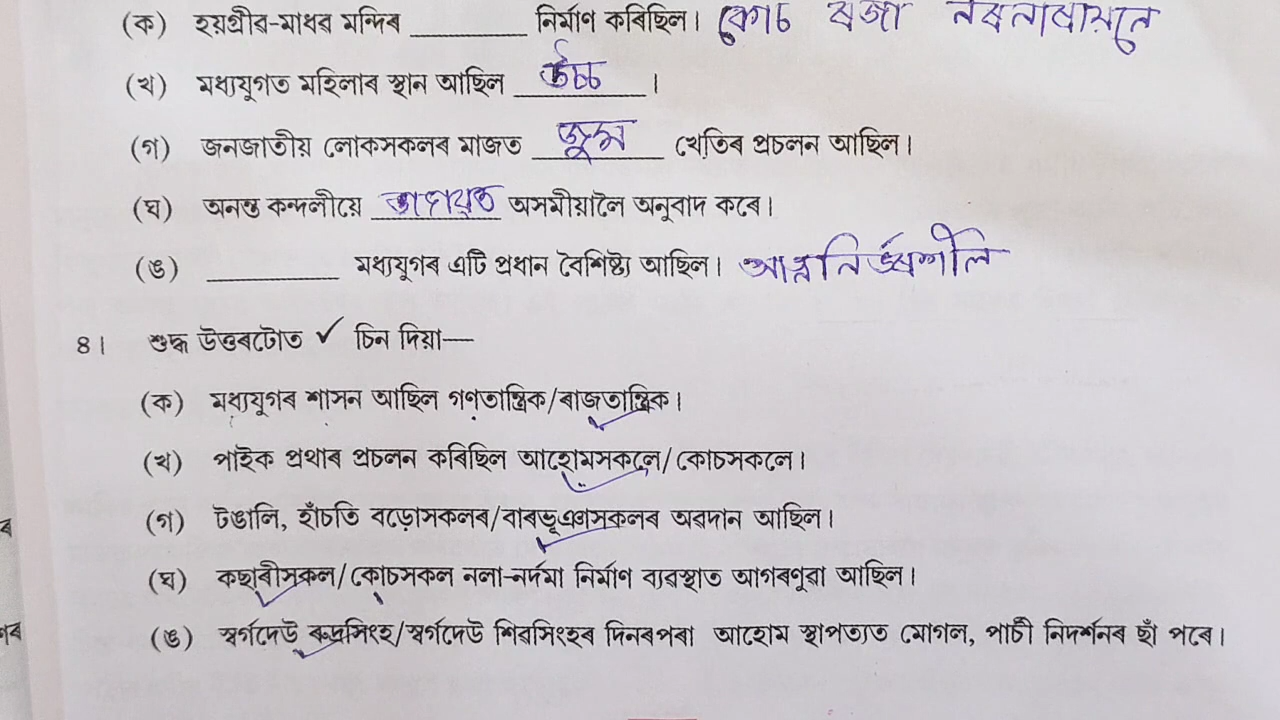 (ক) হয়গ্ৰীৱ-মাধৱ মন্দিৰ ________ নিৰ্মাণ কৰিছিল। কোচ ৰজা নৰনাৰায়নে
(খ) মধ্যযুগত মহিলাৰ স্থান আছিল উচ্চ।
(গ) জনজাতীয় লোকসকলৰ মাজত জুম খেতিৰ প্ৰচলন আছিল।
(ঘ) অনন্ত কন্দলীয়ে ভাগৱত অসমীয়ালৈ অনুবাদ কৰে।
(ঙ) ________ মধ্যযুগৰ এটি প্ৰধান বৈশিষ্ট্য আছিল। আত্মনিৰ্ভৰশীলি
৪। শুদ্ধ উত্তৰটোত ✓ চিন দিয়া—
(ক) মধ্যযুগৰ শাসন আছিল গণতান্ত্ৰিক/ৰাজতান্ত্ৰিক।
(খ) পাইক প্ৰথাৰ প্ৰচলন কৰিছিল আহোমসকলে/কোচসকলে।
(গ) টঙালি, হাঁচতি বড়োসকলৰ/বাৰভূঞাসকলৰ অৱদান আছিল।
(ঘ) কছাৰীসকল/কোচসকল নলা-নৰ্দমা নিৰ্মাণ ব্যৱস্থাত আগৰণুৱা আছিল।
(ঙ) স্বৰ্গদেউ ৰুদ্ৰসিংহ/স্বৰ্গদেউ শিৱসিংহৰ দিনৰপৰা আহোম স্থাপত্যত মোগল, পাৰ্চী নিদৰ্শনৰ ছাঁ পৰে।